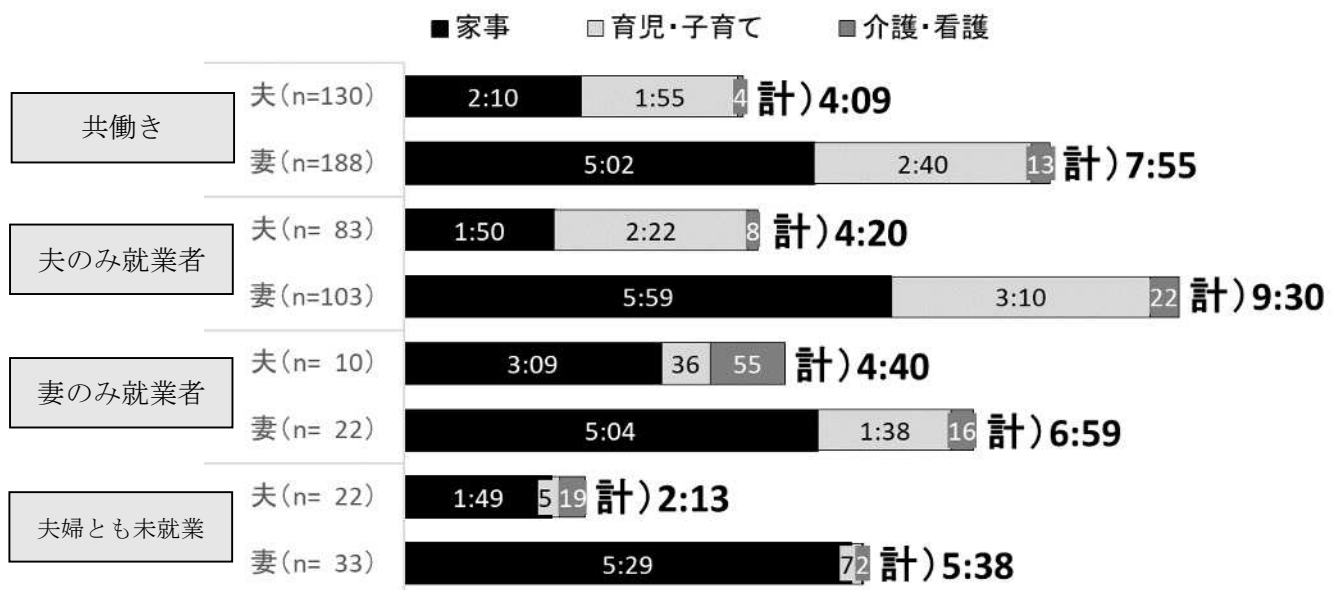 ■家事 □育児・子育て ■介護・看護
共働き
夫(n=130) 2:10 1:55 4 計)4:09
妻(n=188) 5:02 2:40 13 計)7:55
夫のみ就業者
夫(n= 83) 1:50 2:22 8 計)4:20
妻(n=103) 5:59 3:10 22 計)9:30
妻のみ就業者
夫(n= 10) 3:09 36 55 計)4:40
妻(n= 22) 5:04 1:38 16 計)6:59
夫婦とも未就業
夫(n= 22) 1:49 5 19 計)2:13
妻(n= 33) 5:29 7 2 計)5:38